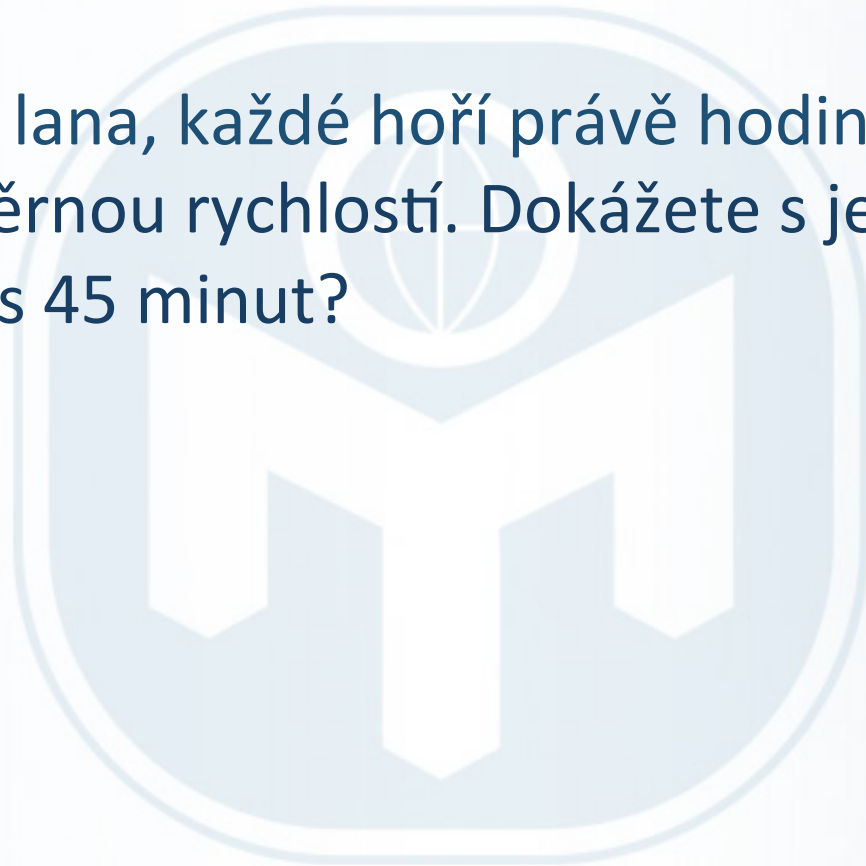 lana, každé hoří právě hodin
ěrnou rychlostí. Dokážete s je
s 45 minut?